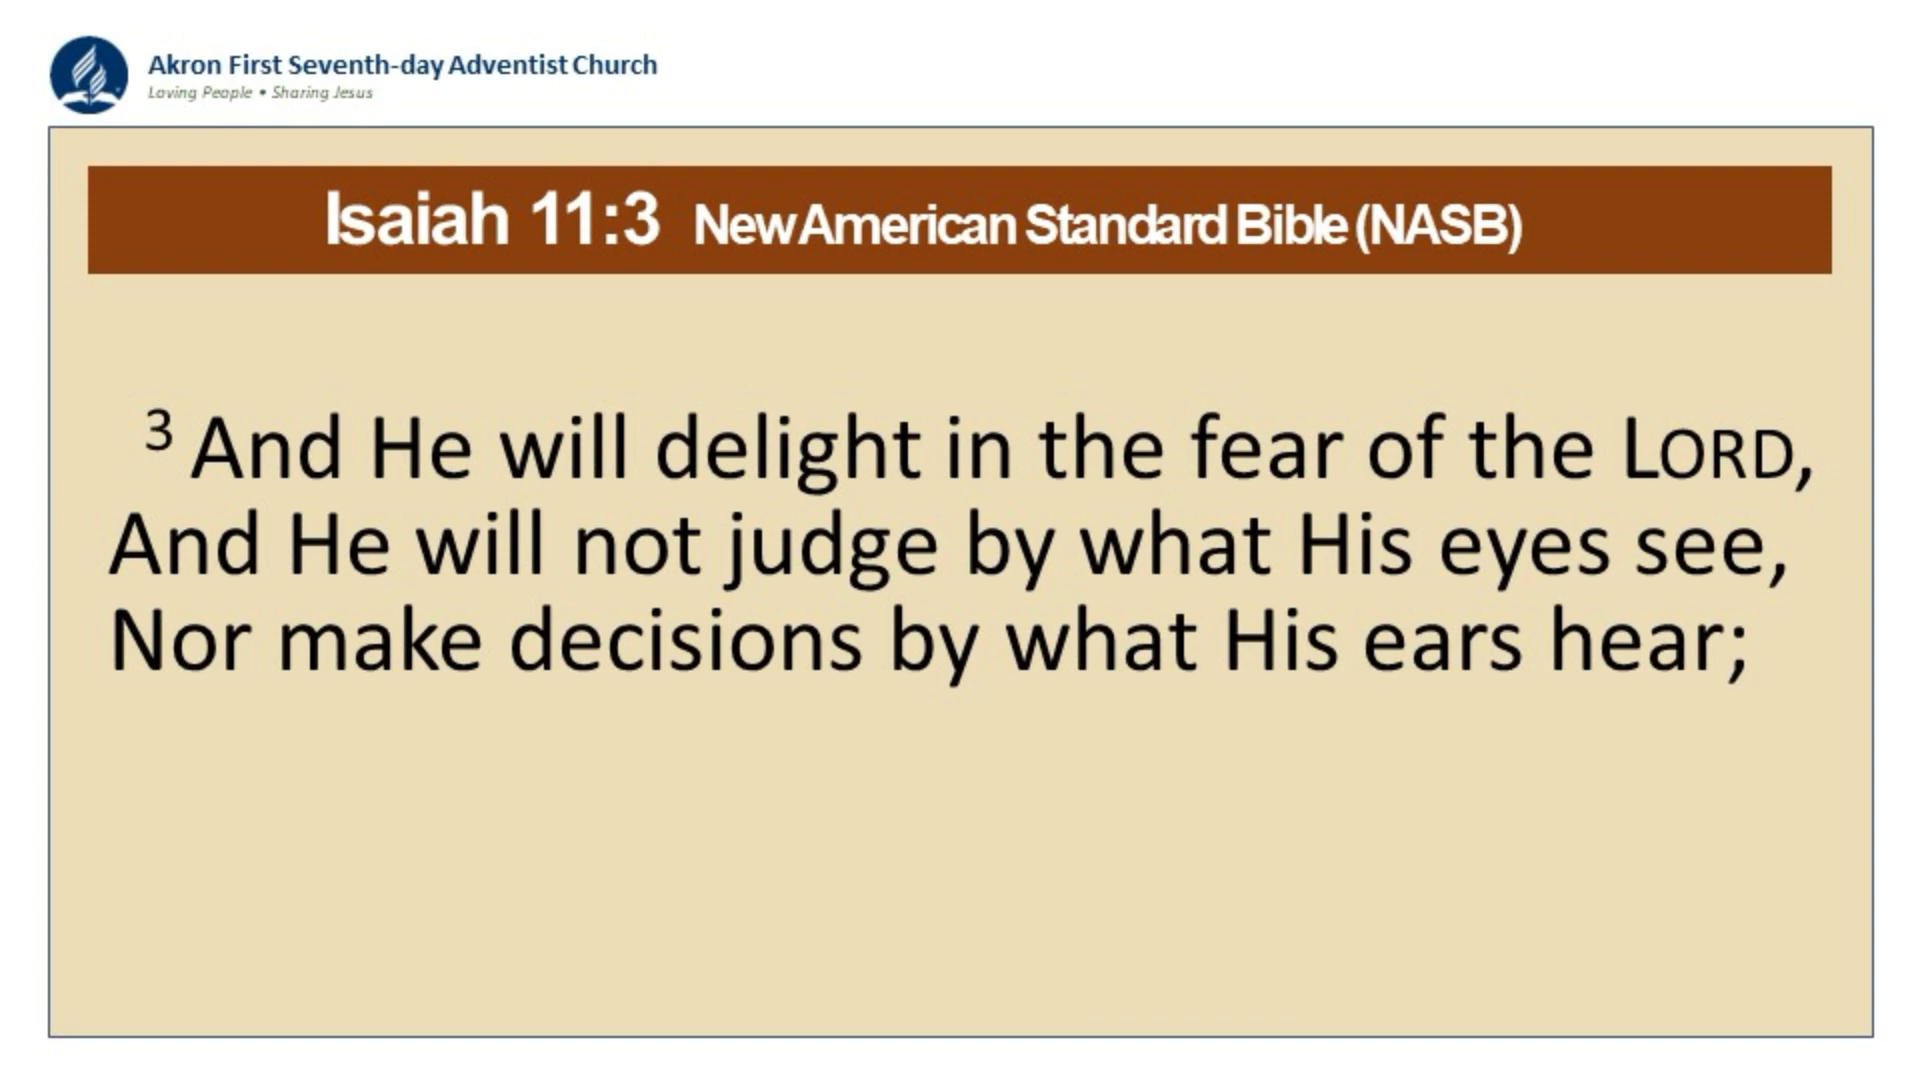 Akron First Seventh-day Adventist Church
Loving People • Sharing Jesus
Isaiah 11:3 New American Standard Bible (NASB)
3 And He will delight in the fear of the LORD,
And He will not judge by what His eyes see,
Nor make decisions by what His ears hear;